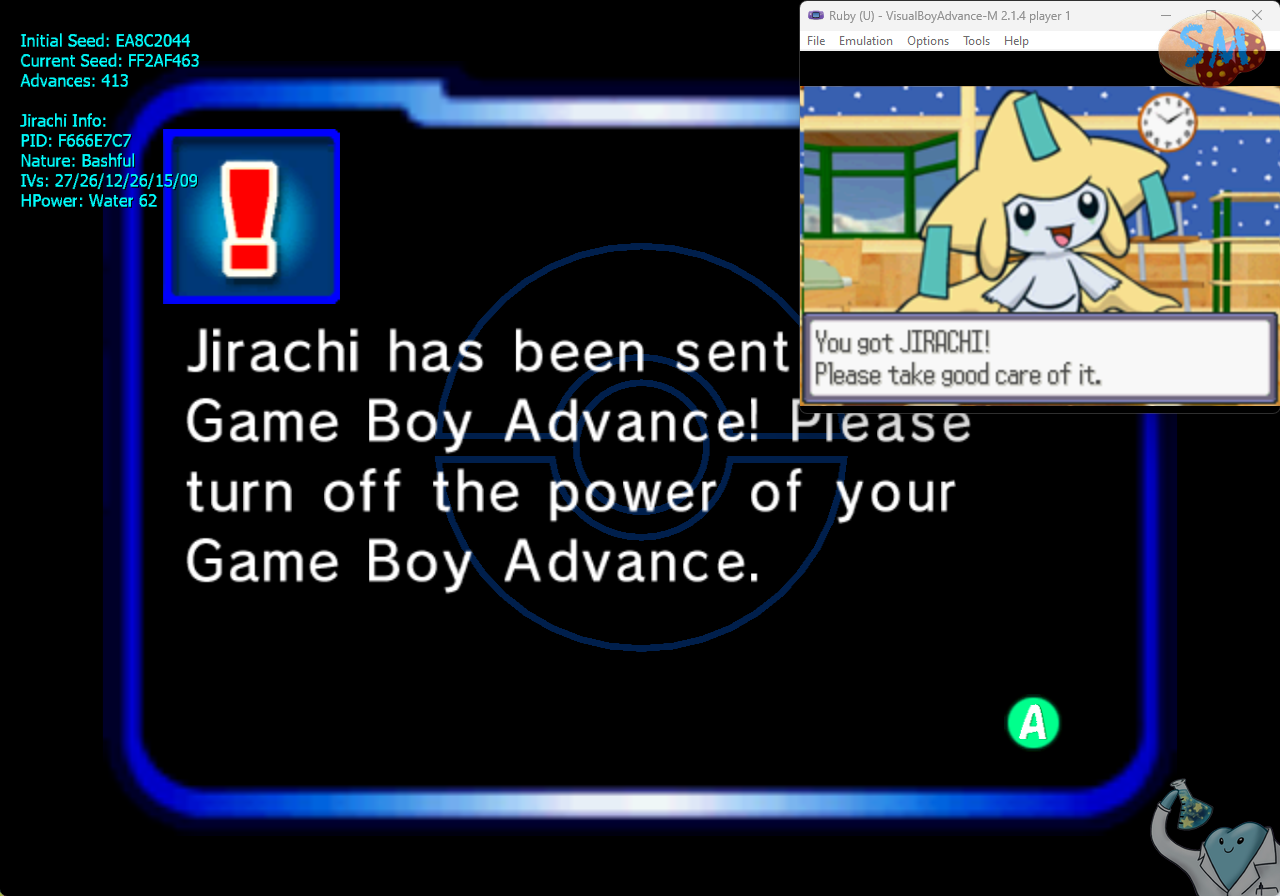 Initial Seed: EA8C2044
Current Seed: FF2AF463
Advances: 413
Jirachi Info:
PID: F666E7C7
Nature: Bashful
IVs: 27/26/12/26/15/09
HPower: Water 62
Ruby (U) - VisualBoyAdvance-M 2.1.4 player 1
File Emulation Options Tools Help
SM
You got JIRACHI!
Please take good care of it.
Jirachi has been sent
Game Boy Advance! Please
turn off the power of your
Game Boy Advance.
A